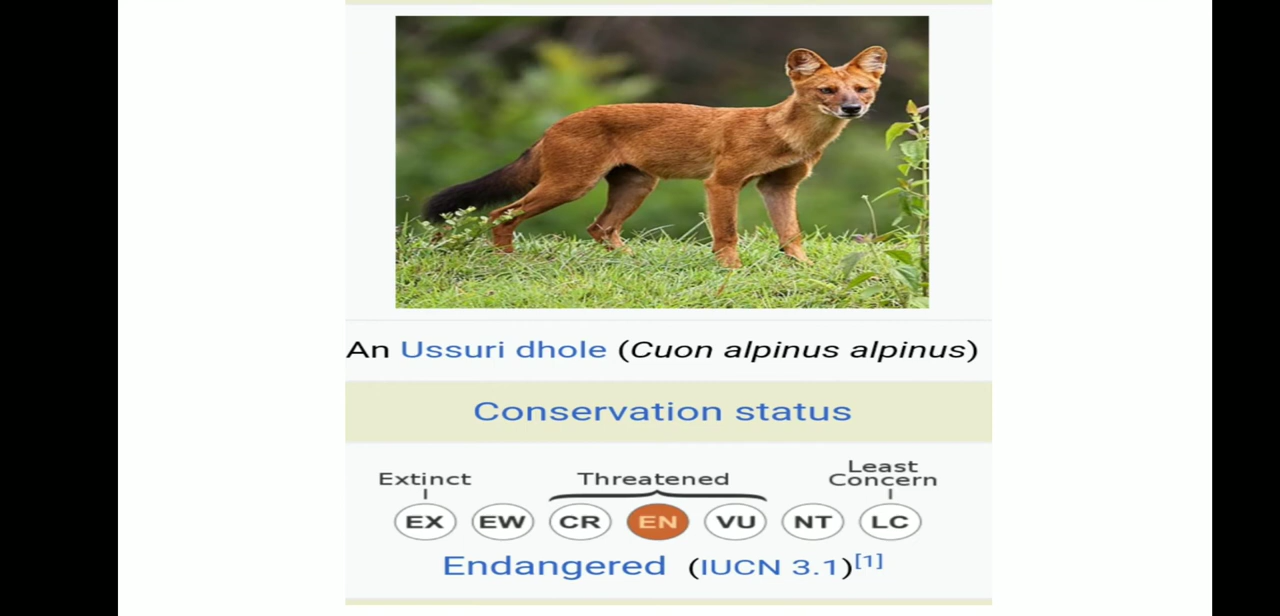 An Ussuri dhole (Cuon alpinus alpinus)
Conservation status
Extinct Threatened Least Concern
EX EW CR EN VU NT LC
Endangered (IUCN 3.1)[1]